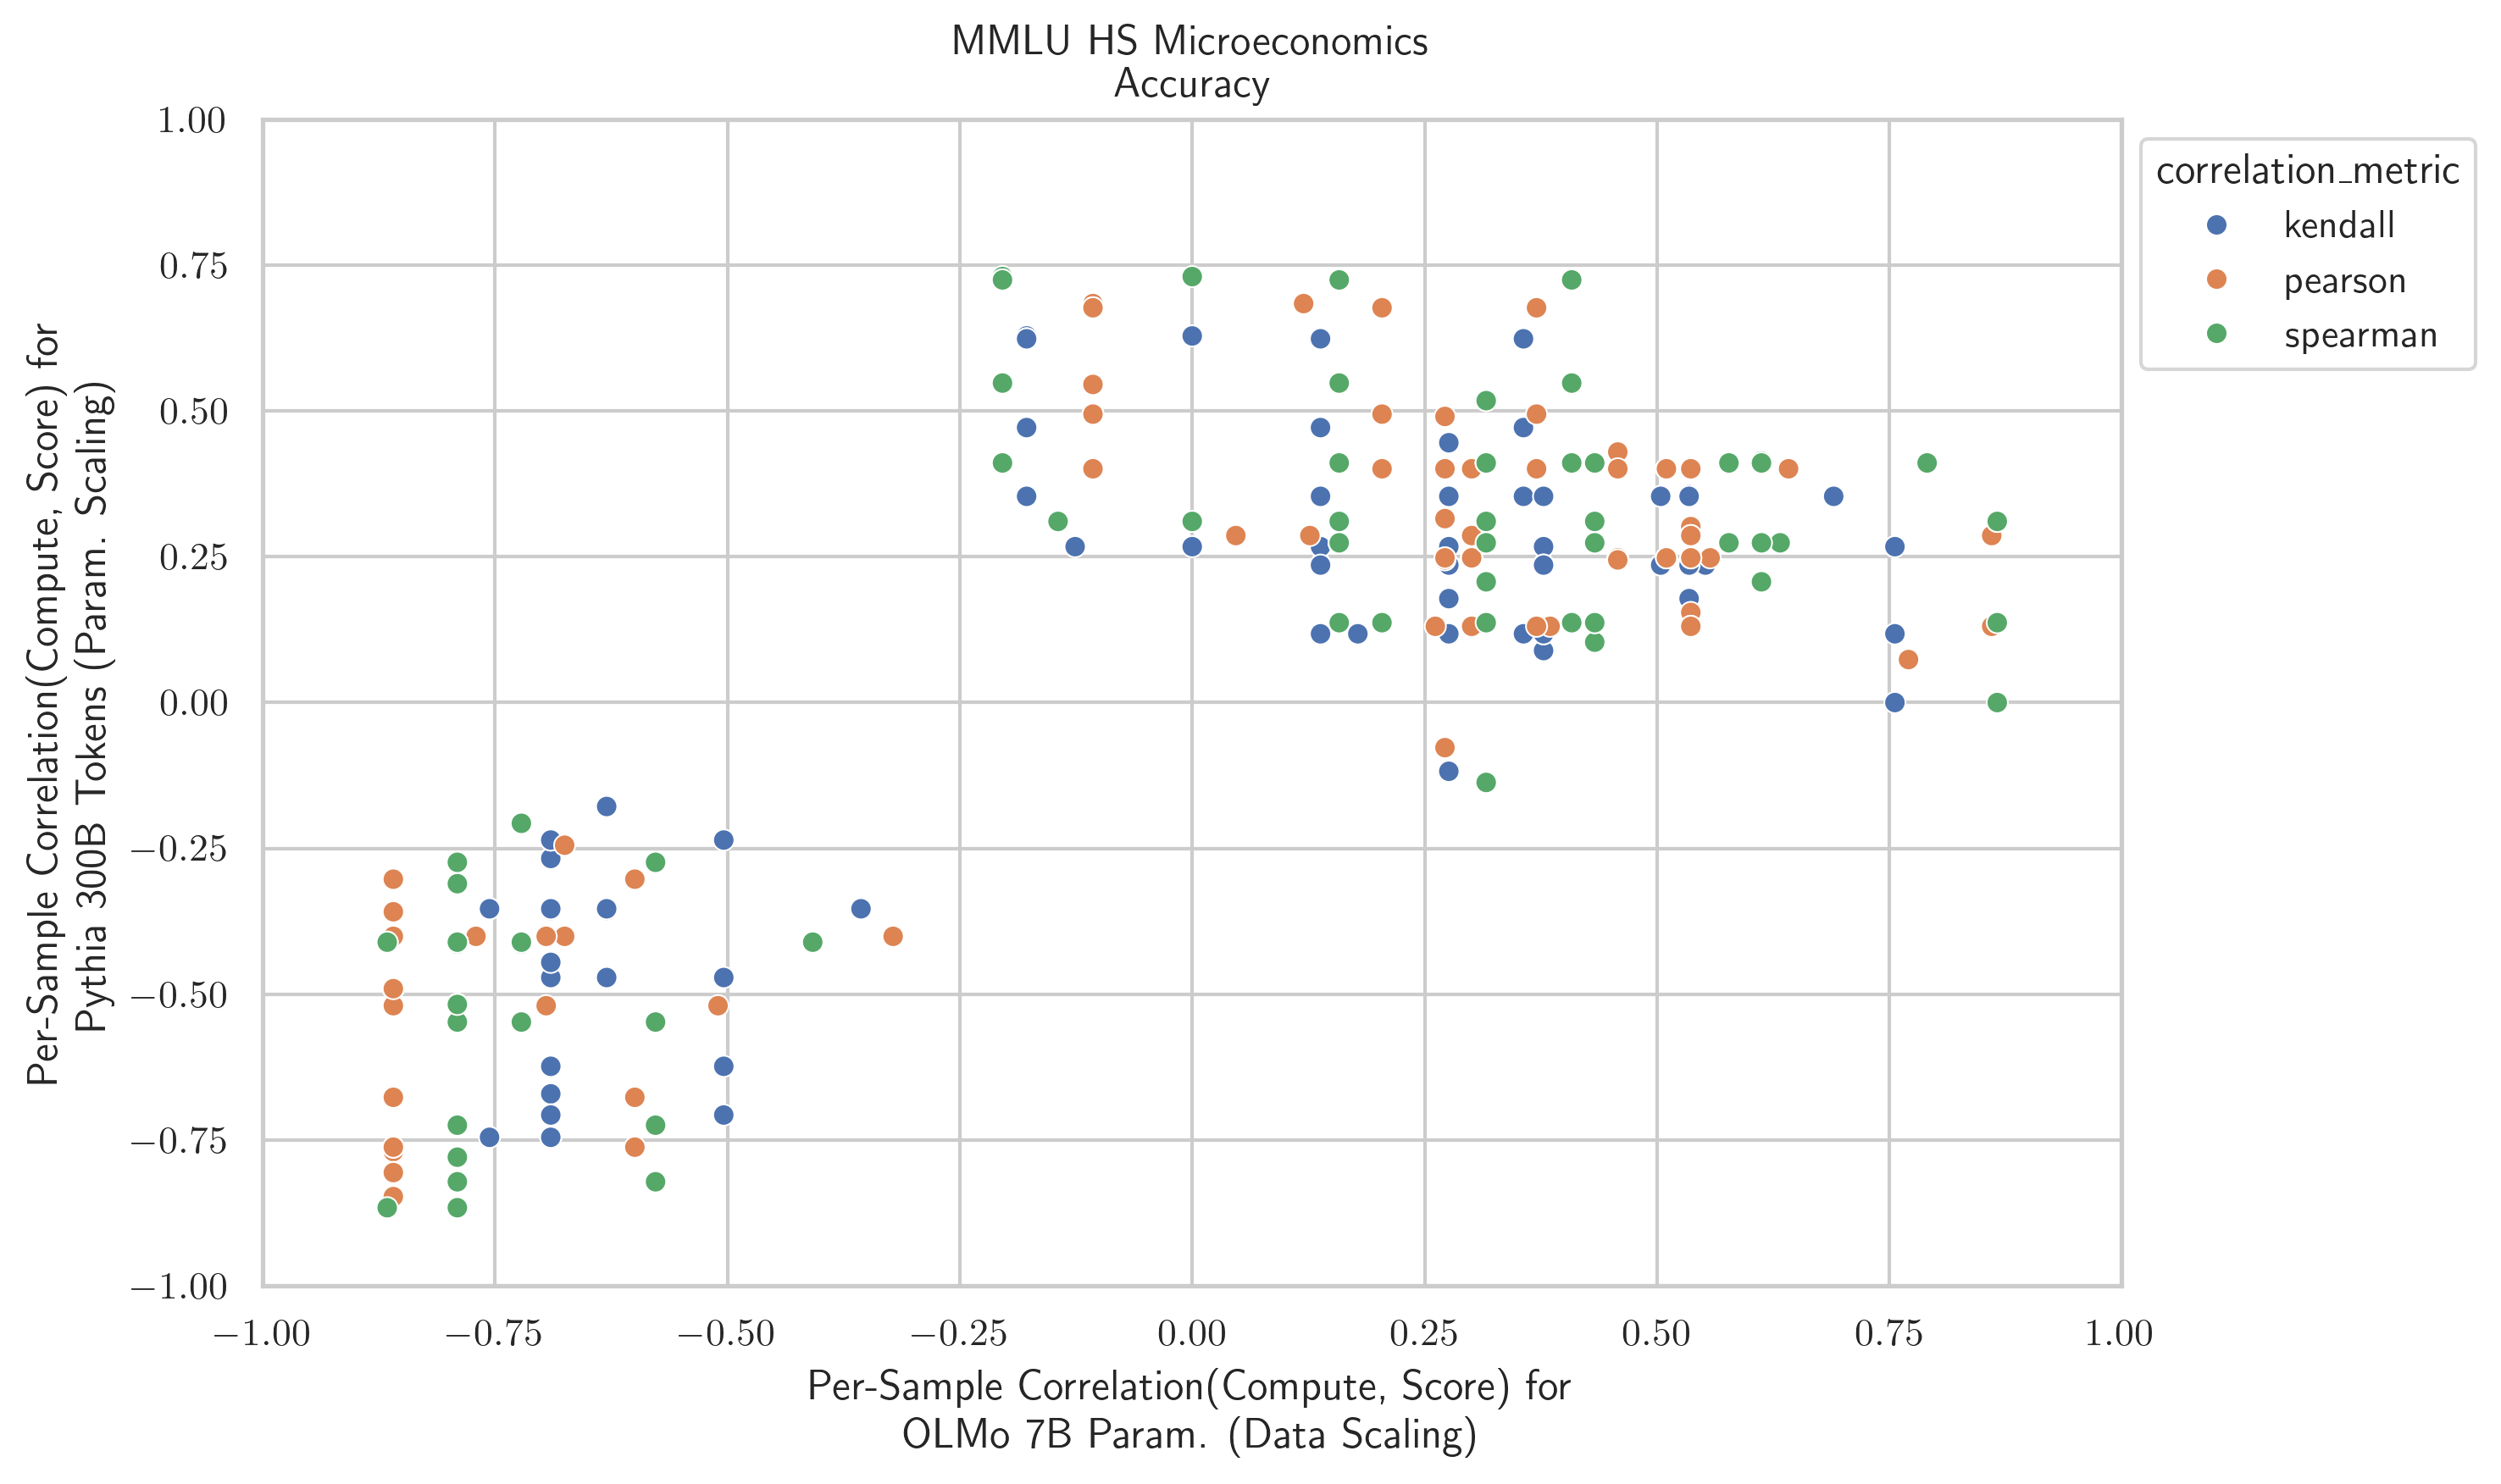 MMLU HS Microeconomics
Accuracy
Per-Sample Correlation(Compute, Score) for
Pythia 300B Tokens (Param. Scaling)
1.00
0.75
0.50
0.25
0.00
−0.25
−0.50
−0.75
−1.00
−1.00 −0.75 −0.50 −0.25 0.00 0.25 0.50 0.75 1.00
Per-Sample Correlation(Compute, Score) for
OLMo 7B Param. (Data Scaling)
correlation_metric
kendall
pearson
spearman